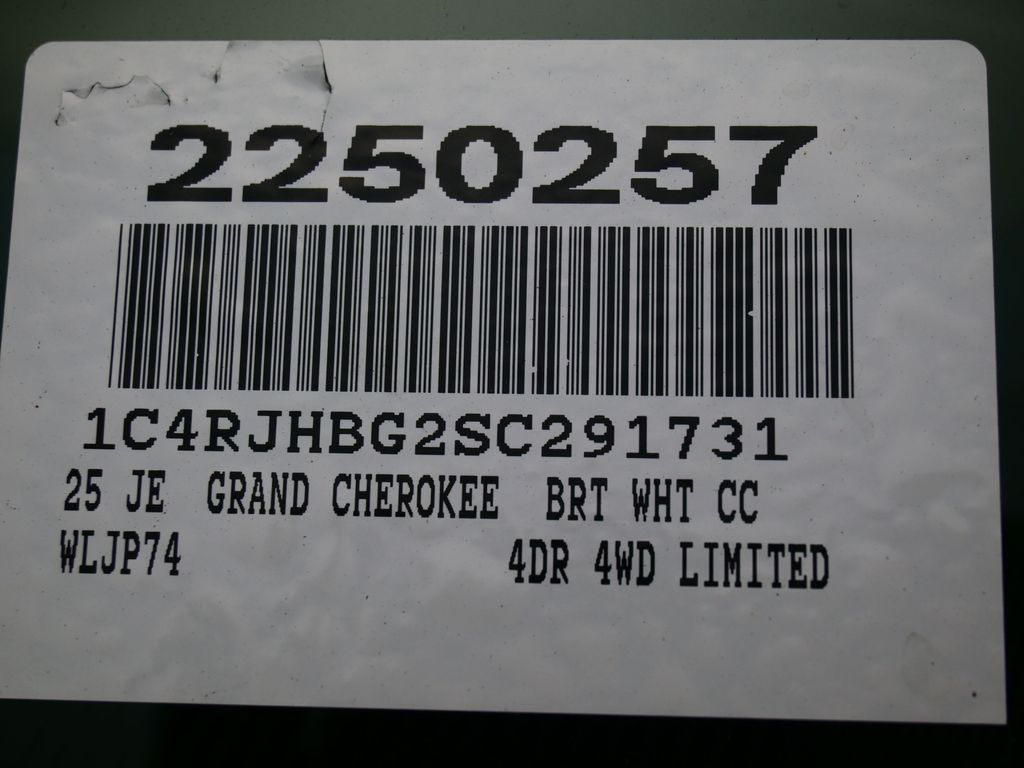 2250257
1C4RJHBG2SC291731
25 JE GRAND CHEROKEE BRT WHT CC
WLJP74 4DR 4WD LIMITED